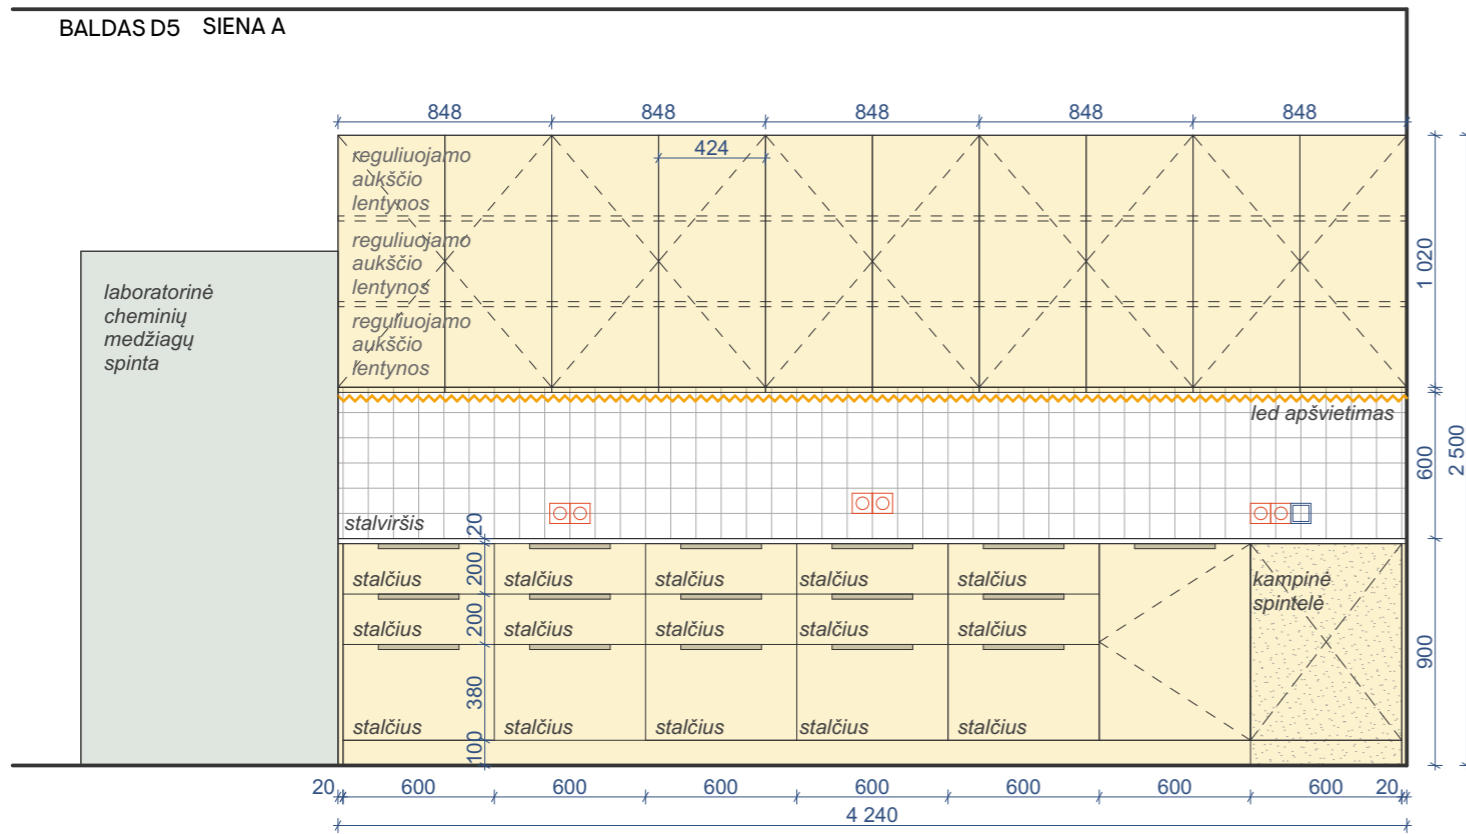 BALDAS D5 SIENA A
848 848 848 848 848
424
reguliuojamo
aukščio
lentynos
reguliuojamo
aukščio
lentynos
reguliuojamo
aukščio
lentynos
1 020
laboratorinė
cheminių
medžiagų
spinta
led apšvietimas
600
2 500
stalviršis
20
stalčius stalčius stalčius stalčius stalčius
200
kampinė
spintelė
stalčius stalčius stalčius stalčius stalčius
200
900
380
stalčius stalčius stalčius stalčius stalčius
100
20 600 600 600 600 600 600 600 20
4 240